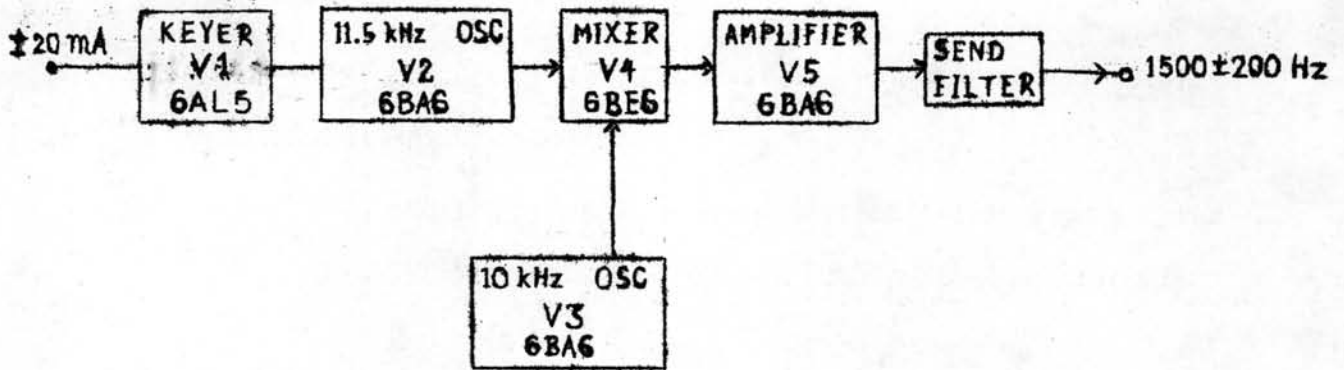 ±20 mA
KEYER
V1
6AL5
11.5 kHz OSC
V2
6BA6
MIXER
V4
6BE6
AMPLIFIER
V5
6BA6
SEND
FILTER
1500±200 Hz
10 kHz OSC
V3
6BA6